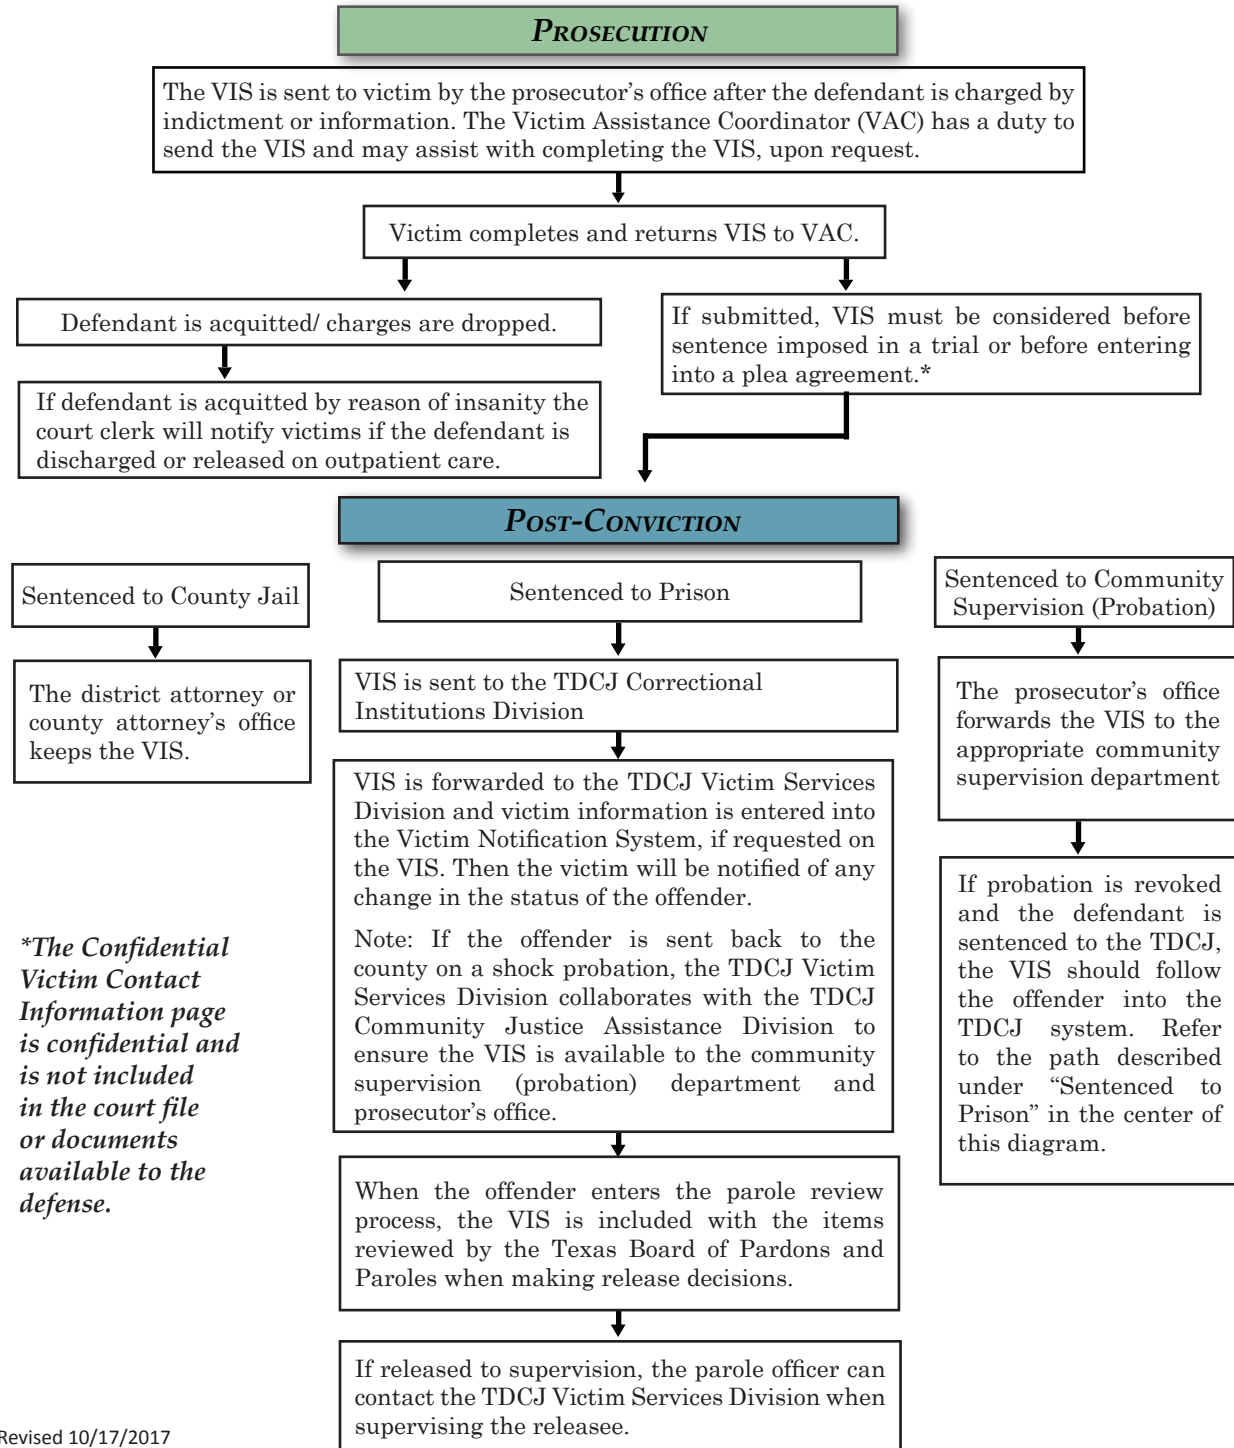 PROSECUTION
The VIS is sent to victim by the prosecutor's office after the defendant is charged by
indictment or information. The Victim Assistance Coordinator (VAC) has a duty to
send the VIS and may assist with completing the VIS, upon request.
Victim completes and returns VIS to VAC.
Defendant is acquitted/ charges are dropped.
If defendant is acquitted by reason of insanity the
court clerk will notify victims if the defendant is
discharged or released on outpatient care.
If submitted, VIS must be considered before
sentence imposed in a trial or before entering
into a plea agreement.*
POST-CONVICTION
Sentenced to County Jail
The district attorney or
county attorney's office
keeps the VIS.
*The Confidential
Victim Contact
Information page
is confidential and
is not included
in the court file
or documents
available to the
defense.
Sentenced to Prison
VIS is sent to the TDCJ Correctional
Institutions Division
VIS is forwarded to the TDCJ Victim Services
Division and victim information is entered into
the Victim Notification System, if requested on
the VIS. Then the victim will be notified of any
change in the status of the offender.
Note: If the offender is sent back to the
county on a shock probation, the TDCJ Victim
Services Division collaborates with the TDCJ
Community Justice Assistance Division to
ensure the VIS is available to the community
supervision (probation) department and
prosecutor's office.
When the offender enters the parole review
process, the VIS is included with the items
reviewed by the Texas Board of Pardons and
Paroles when making release decisions.
If released to supervision, the parole officer can
contact the TDCJ Victim Services Division when
supervising the releasee.
Sentenced to Community
Supervision (Probation)
The prosecutor's office
forwards the VIS to the
appropriate community
supervision department
If probation is revoked
and the defendant is
sentenced to the TDCJ,
the VIS should follow
the offender into the
TDCJ system. Refer
to the path described
under “Sentenced to
Prison” in the center of
this diagram.
Revised 10/17/2017